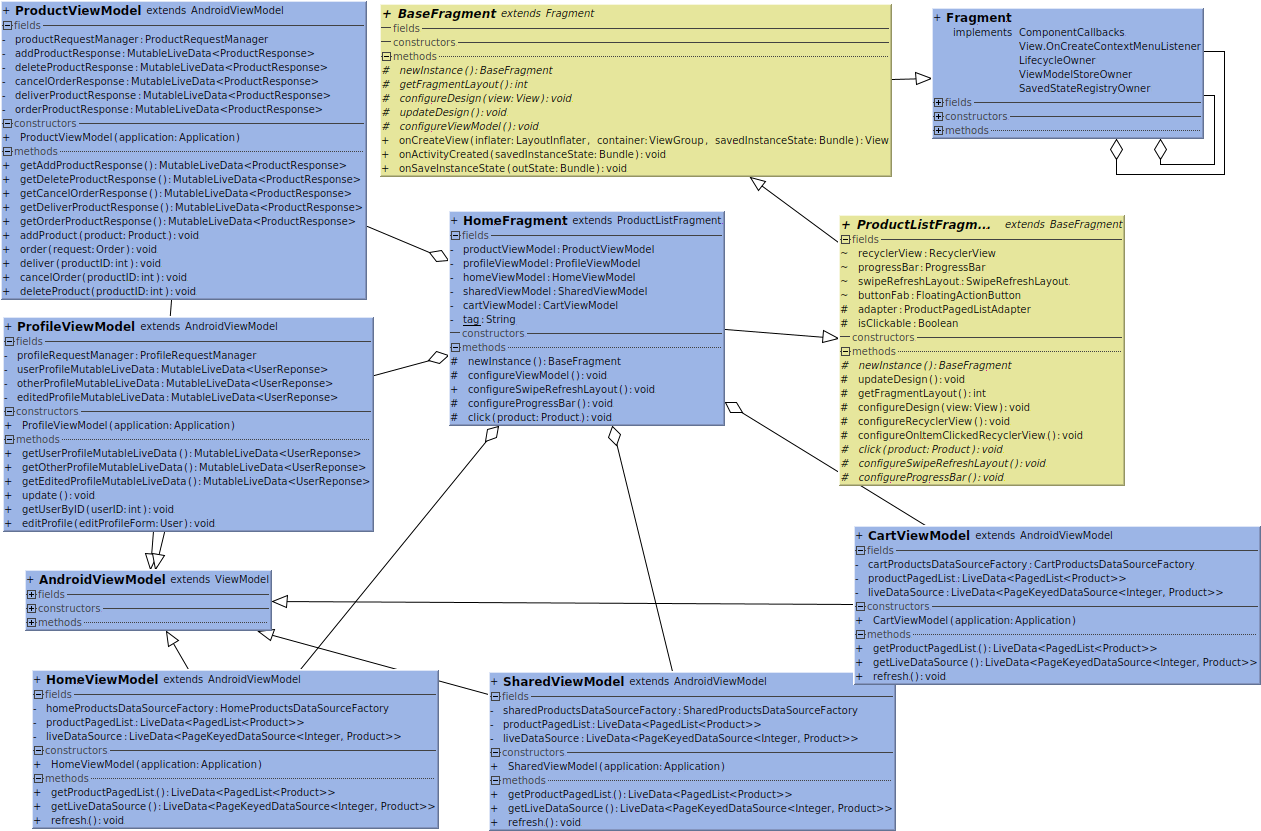 + ProductViewModel extends AndroidViewModel
fields
- productRequestManager : ProductRequestManager
- addProductResponse : MutableLiveData<ProductResponse>
- deleteProductResponse : MutableLiveData<ProductResponse>
- cancelOrderResponse : MutableLiveData<ProductResponse>
- deliverProductResponse : MutableLiveData<ProductResponse>
- orderProductResponse : MutableLiveData<ProductResponse>
constructors
+ ProductViewModel (application: Application)
methods
+ getAddProductResponse () : MutableLiveData<ProductResponse>
+ getDeleteProductResponse () : MutableLiveData<ProductResponse>
+ getCancelOrderResponse () : MutableLiveData<ProductResponse>
+ getDeliverProductResponse () : MutableLiveData<ProductResponse>
+ getOrderProductResponse () : MutableLiveData<ProductResponse>
+ addProduct (product: Product) : void
+ order (request: Order) : void
+ deliver (productID: int) : void
+ cancelOrder (productID: int) : void
+ deleteProduct (productID: int) : void
+ BaseFragment extends Fragment
fields
constructors
methods
# newInstance () : BaseFragment
# getFragmentLayout () : int
# configureDesign (view: View) : void
# updateDesign () : void
# configureViewModel () : void
+ onCreateView (inflater: LayoutInflater, container: ViewGroup, savedInstanceState: Bundle) : View
+ onActivityCreated (savedInstanceState: Bundle) : void
+ onSaveInstanceState (outState: Bundle) : void
+ Fragment
implements ComponentCallbacks
View.OnCreateContextMenuListener
LifecycleOwner
ViewModelStoreOwner
SavedStateRegistryOwner
fields
constructors
methods
+ HomeFragment extends ProductListFragment
fields
- productViewModel : ProductViewModel
- profileViewModel : ProfileViewModel
- homeViewModel : HomeViewModel
- sharedViewModel : SharedViewModel
- cartViewModel : CartViewModel
- tag : String
constructors
methods
# newInstance () : BaseFragment
# configureViewModel () : void
+ configureSwipeRefreshLayout () : void
# configureProgressBar () : void
# click (product: Product) : void
+ ProductListFragm... extends BaseFragment
fields
~ recyclerView : RecyclerView
~ progressBar : ProgressBar
~ swipeRefreshLayout : SwipeRefreshLayout
~ buttonFab : FloatingActionButton
# adapter : ProductPagedListAdapter
# isClickable : Boolean
constructors
methods
# newInstance () : BaseFragment
# updateDesign () : void
# getFragmentLayout () : int
# configureDesign (view: View) : void
# configureRecyclerView () : void
# configureOnItemClickedRecyclerView () : void
# click (product: Product) : void
# configureSwipeRefreshLayout () : void
# configureProgressBar () : void
+ ProfileViewModel extends AndroidViewModel
fields
- profileRequestManager : ProfileRequestManager
- userProfileMutableLiveData : MutableLiveData<UserReponse>
- otherProfileMutableLiveData : MutableLiveData<UserReponse>
- editedProfileMutableLiveData : MutableLiveData<UserReponse>
constructors
+ ProfileViewModel (application: Application)
methods
+ getUserProfileMutableLiveData () : MutableLiveData<UserReponse>
+ getOtherProfileMutableLiveData () : MutableLiveData<UserReponse>
+ getEditedProfileMutableLiveData () : MutableLiveData<UserReponse>
+ update () : void
+ getUserByID (userID: int) : void
+ editProfile (editProfileForm: User) : void
+ AndroidViewModel extends ViewModel
fields
constructors
methods
+ CartViewModel extends AndroidViewModel
fields
- cartProductsDataSourceFactory : CartProductsDataSourceFactory
- productPagedList : LiveData<PagedList<Product>>
- liveDataSource : LiveData<PageKeyedDataSource<Integer, Product>>
constructors
+ CartViewModel (application: Application)
methods
+ getProductPagedList () : LiveData<PagedList<Product>>
+ getLiveDataSource () : LiveData<PageKeyedDataSource<Integer, Product>>
+ refresh () : void
+ HomeViewModel extends AndroidViewModel
fields
- homeProductsDataSourceFactory : HomeProductsDataSourceFactory
- productPagedList : LiveData<PagedList<Product>>
- liveDataSource : LiveData<PageKeyedDataSource<Integer, Product>>
constructors
+ HomeViewModel (application: Application)
methods
+ getProductPagedList () : LiveData<PagedList<Product>>
+ getLiveDataSource () : LiveData<PageKeyedDataSource<Integer, Product>>
+ refresh () : void
+ SharedViewModel extends AndroidViewModel
fields
- sharedProductsDataSourceFactory : SharedProductsDataSourceFactory
- productPagedList : LiveData<PagedList<Product>>
- liveDataSource : LiveData<PageKeyedDataSource<Integer, Product>>
constructors
+ SharedViewModel (application: Application)
methods
+ getProductPagedList () : LiveData<PagedList<Product>>
+ getLiveDataSource () : LiveData<PageKeyedDataSource<Integer, Product>>
+ refresh () : void